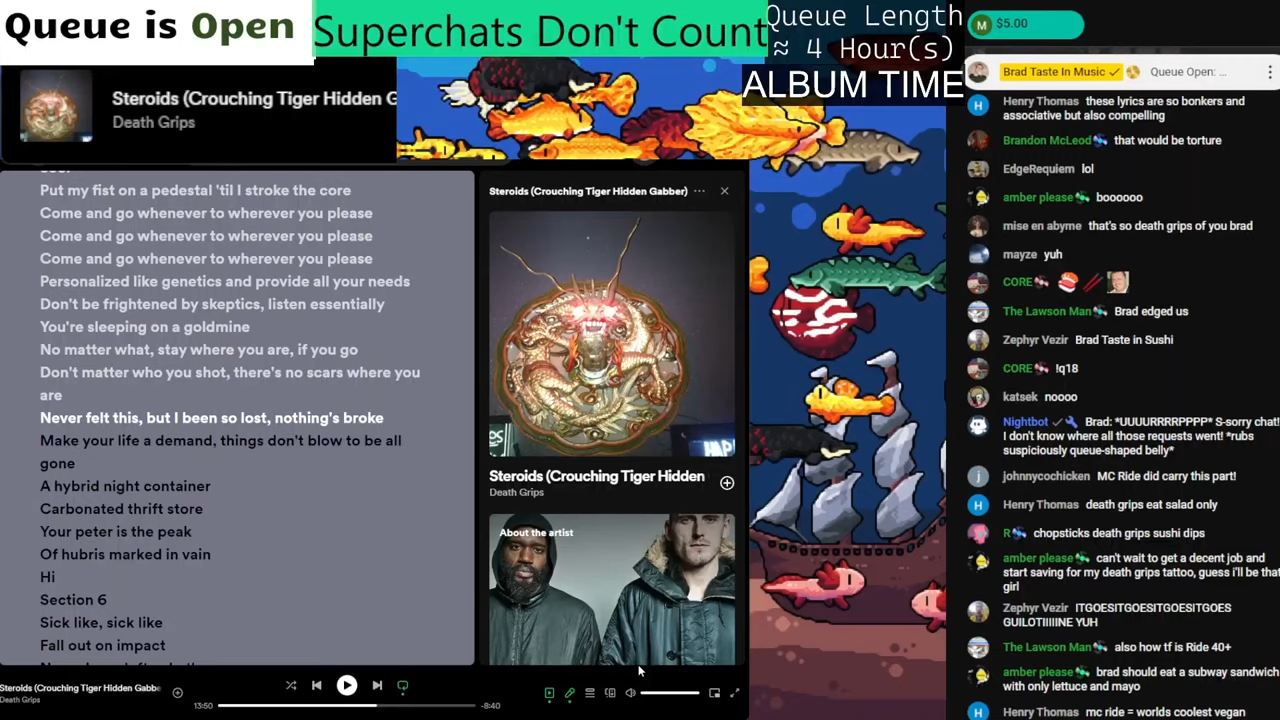 Queue is Open
Superchats Don't Count
Queue Length
≈ 4 Hour(s)
ALBUM TIME
Steroids (Crouching Tiger Hidden G
Death Grips
Put my fist on a pedestal 'til I stroke the core
Come and go whenever to wherever you please
Come and go whenever to wherever you please
Come and go whenever to wherever you please
Personalized like genetics and provide all your needs
Don't be frightened by skeptics, listen essentially
You're sleeping on a goldmine
No matter what, stay where you are, if you go
Don't matter who you shot, there's no scars where you
are
Never felt this, but I been so lost, nothing's broke
Make your life a demand, things don't blow to be all
gone
A hybrid night container
Carbonated thrift store
Your peter is the peak
Of hubris marked in vain
Hi
Section 6
Sick like, sick like
Fall out on impact
Steroids (Crouching Tiger Hidden Gabber)
Steroids (Crouching Tiger Hidden
Death Grips
About the artist
Steroids (Crouching Tiger Hidden Gabbe
Death Grips
13:50
-8:40
M $5.00
Brad Taste In Music
Queue Open: ...
Henry Thomas these lyrics are so bonkers and
associative but also compelling
Brandon McLeod that would be torture
EdgeRequiem lol
amber please boooooo
mise en abyme that's so death grips of you brad
mayze yuh
CORE
The Lawson Man Brad edged us
Zephyr Vezir Brad Taste in Sushi
CORE !q18
katsek noooo
Nightbot Brad: *UUUURRRRPPPP* S-sorry chat!
I don't know where all those requests went! *rubs
suspiciously queue-shaped belly*
johnnycochicken MC Ride did carry this part!
Henry Thomas death grips eat salad only
R chopsticks death grips sushi dips
amber please can't wait to get a decent job and
start saving for my death grips tattoo, guess i'll be that
girl
Zephyr Vezir ITGOESITGOESITGOESITGOES
GUILOTIIIIINE YUH
The Lawson Man also how tf is Ride 40+
amber please brad should eat a subway sandwich
with only lettuce and mayo
Henry Thomas mc ride = worlds coolest vegan